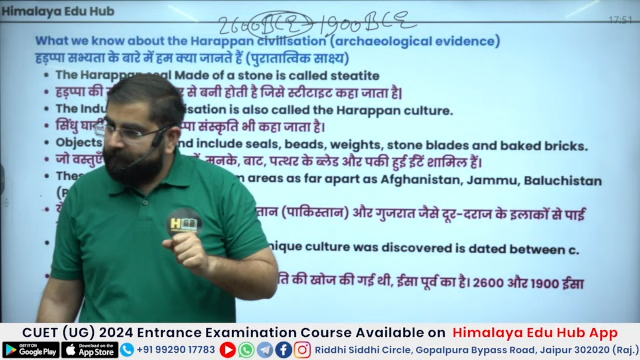 Himalaya Edu Hub
2600BCE → 1900BCE
17:51
What we know about the Harappan civilisation (archaeological evidence)
हड़प्पा सभ्यता के बारे में हम क्या जानते हैं (पुरातात्विक साक्ष्य)
• The Harappan seal Made of a stone is called steatite
• हड़प्पा की से बनी होती है जिसे स्टीटाइट कहा जाता है|
• The Indu isation is also called the Harappan culture.
सिंधु घा पा संस्कृति भी कहा जाता है।
• Objects nd include seals, beads, weights, stone blades and baked bricks.
• जो वस्तुएँ मनके, बाट, पत्थर के ब्लेड और पकी हुई ईंटें शामिल हैं।
• Thes m areas as far apart as Afghanistan, Jammu, Baluchistan
तान (पाकिस्तान) और गुजरात जैसे दूर-दराज के इलाकों से पाई
nique culture was discovered is dated between c.
ति की खोज की गई थी, ईसा पूर्व का है। 2600 और 1900 ईसा
CUET (UG) 2024 Entrance Examination Course Available on Himalaya Edu Hub App
GET IT ON Google Play Download on the App Store +91 99290 17783 Riddhi Siddhi Circle, Gopalpura Bypass Road, Jaipur 302020 (Raj.)